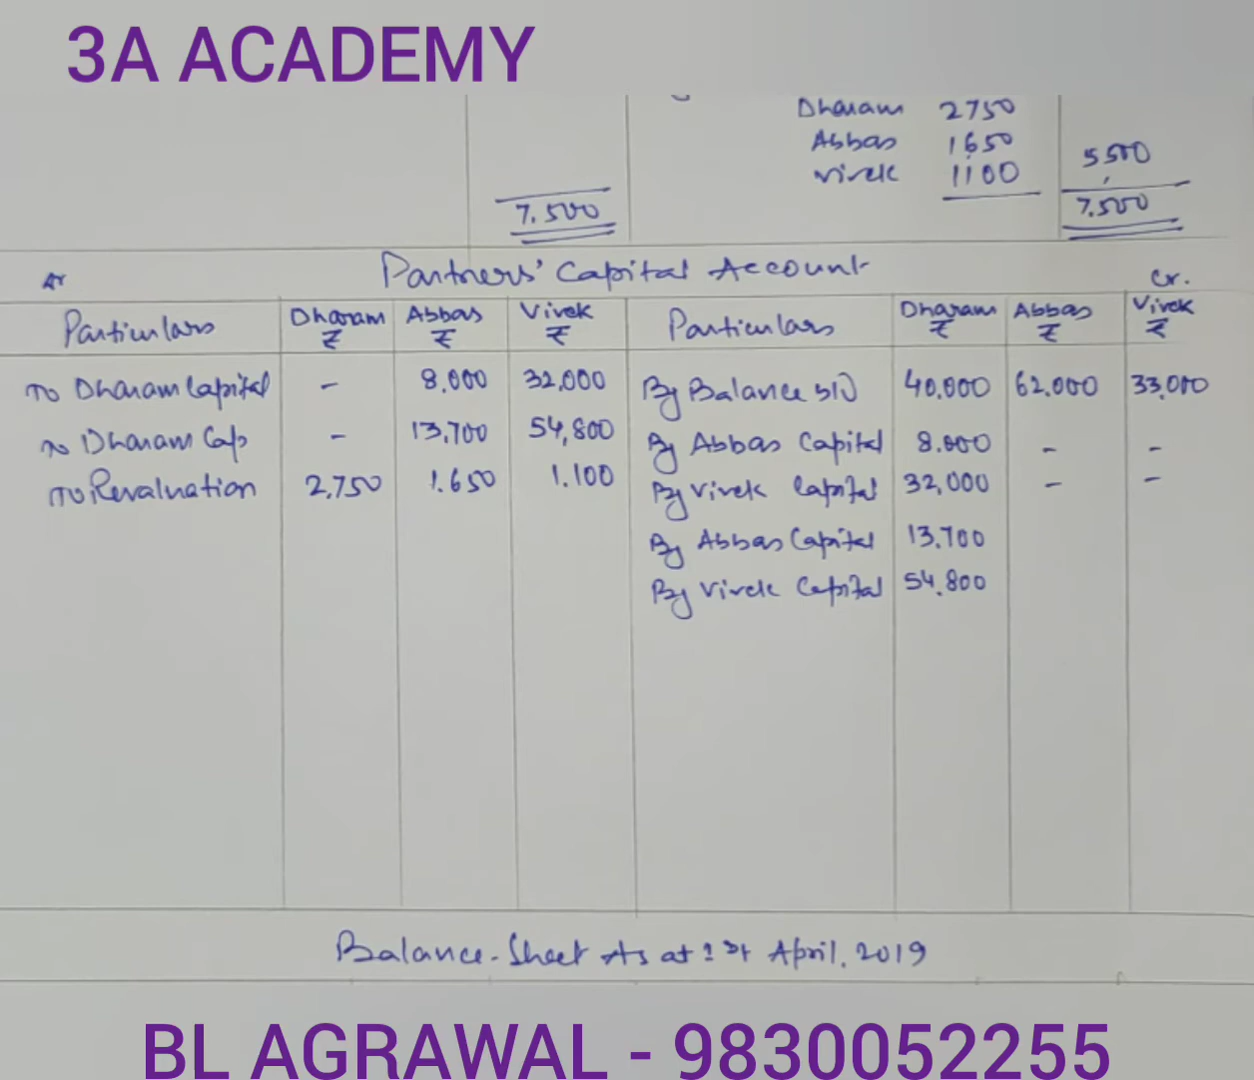 3A ACADEMY
Dharam 2750
Abbas 1650
Vivek 1100 5,500
7,500 7,500
Partners' Capital Account
Dr Cr.
Particulars Dharam ₹ Abbas ₹ Vivek ₹ Particulars Dharam ₹ Abbas ₹ Vivek ₹
To Dharam Capital - 8,000 32,000 By Balance b/d 40,000 62,000 33,000
To Dharam Cap - 13,700 54,800 By Abbas Capital 8,000 - -
To Revaluation 2,750 1,650 1,100 By Vivek Capital 32,000 - -
By Abbas Capital 13,700
By Vivek Capital 54,800
Balance-Sheet As at 1st April, 2019
BL AGRAWAL - 9830052255